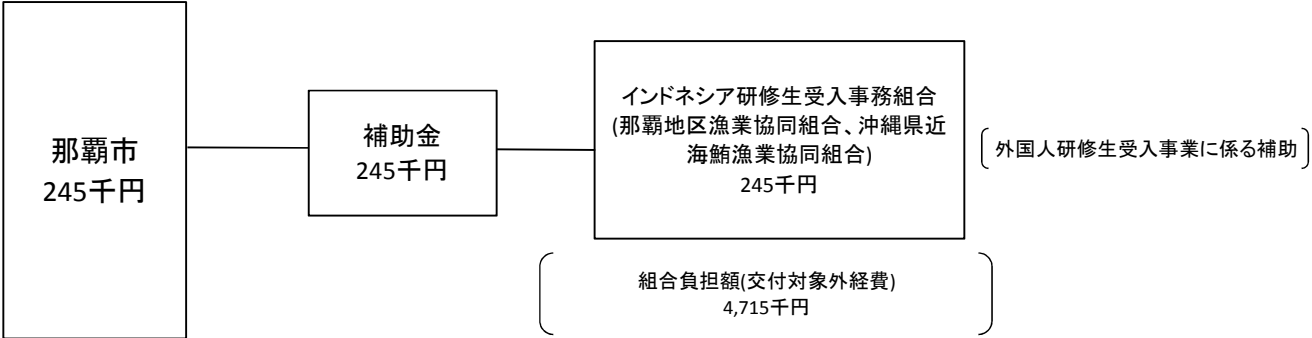 那覇市
245千円
補助金
245千円
インドネシア研修生受入事務組合
(那覇地区漁業協同組合、沖縄県近
海鮪漁業協同組合)
245千円
外国人研修生受入事業に係る補助
組合負担額(交付対象外経費)
4,715千円